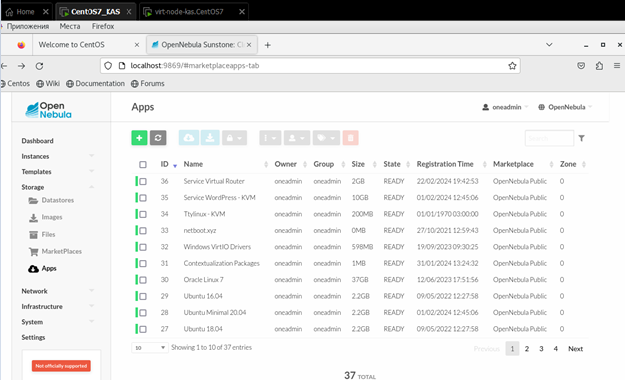 Home CentOS7_KAS virt-node-kas.CentOS7
Приложения Места Firefox
Welcome to CentOS OpenNebula Sunstone: Cl
localhost:9869/#marketplaceapps-tab
Centos Wiki Documentation Forums
Open Nebula Apps oneadmin OpenNebula
Dashboard
Instances
Templates
Storage
Datastores
Images
Files
MarketPlaces
Apps
Network
Infrastructure
System
Settings
Not officially supported
ID Name Owner Group Size State Registration Time Marketplace Zone
36 Service Virtual Router oneadmin oneadmin 2GB READY 22/02/2024 19:42:53 OpenNebula Public 0
35 Service WordPress - KVM oneadmin oneadmin 10GB READY 01/02/2024 12:45:06 OpenNebula Public 0
34 Ttylinux - KVM oneadmin oneadmin 200MB READY 01/01/1970 03:00:00 OpenNebula Public 0
33 netboot.xyz oneadmin oneadmin 0MB READY 27/10/2021 12:59:43 OpenNebula Public 0
32 Windows VirtIO Drivers oneadmin oneadmin 598MB READY 19/09/2023 09:30:25 OpenNebula Public 0
31 Contextualization Packages oneadmin oneadmin 1MB READY 31/01/2024 13:24:32 OpenNebula Public 0
30 Oracle Linux 7 oneadmin oneadmin 37GB READY 12/06/2023 17:51:56 OpenNebula Public 0
29 Ubuntu 16.04 oneadmin oneadmin 2.2GB READY 09/05/2022 12:27:58 OpenNebula Public 0
28 Ubuntu Minimal 20.04 oneadmin oneadmin 2.2GB READY 01/02/2024 12:45:06 OpenNebula Public 0
27 Ubuntu 18.04 oneadmin oneadmin 2.2GB READY 09/05/2022 12:27:58 OpenNebula Public 0
10 Showing 1 to 10 of 37 entries Previous 1 2 3 4 Next
37 TOTAL